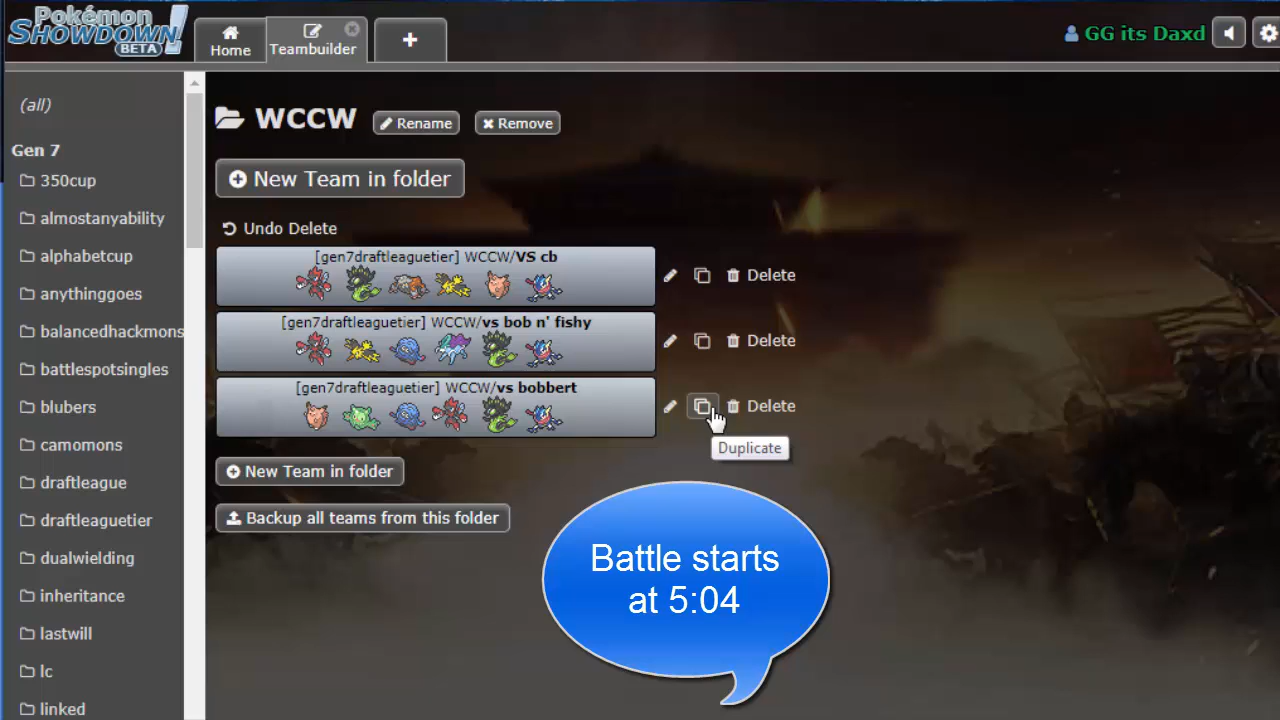 Pokémon
SHOWDOWN!
BETA
Home
Teambuilder
GG its Daxd
(all)
Gen 7
350cup
almostanyability
alphabetcup
anythinggoes
balancedhackmons
battlespotsingles
blubers
camomons
draftleague
draftleaguetier
dualwielding
inheritance
lastwill
lc
linked
WCCW
Rename
Remove
New Team in folder
Undo Delete
[gen7draftleaguetier] WCCW/VS cb
Delete
[gen7draftleaguetier] WCCW/vs bob n' fishy
Delete
[gen7draftleaguetier] WCCW/vs bobbert
Delete
Duplicate
New Team in folder
Backup all teams from this folder
Battle starts
at 5:04